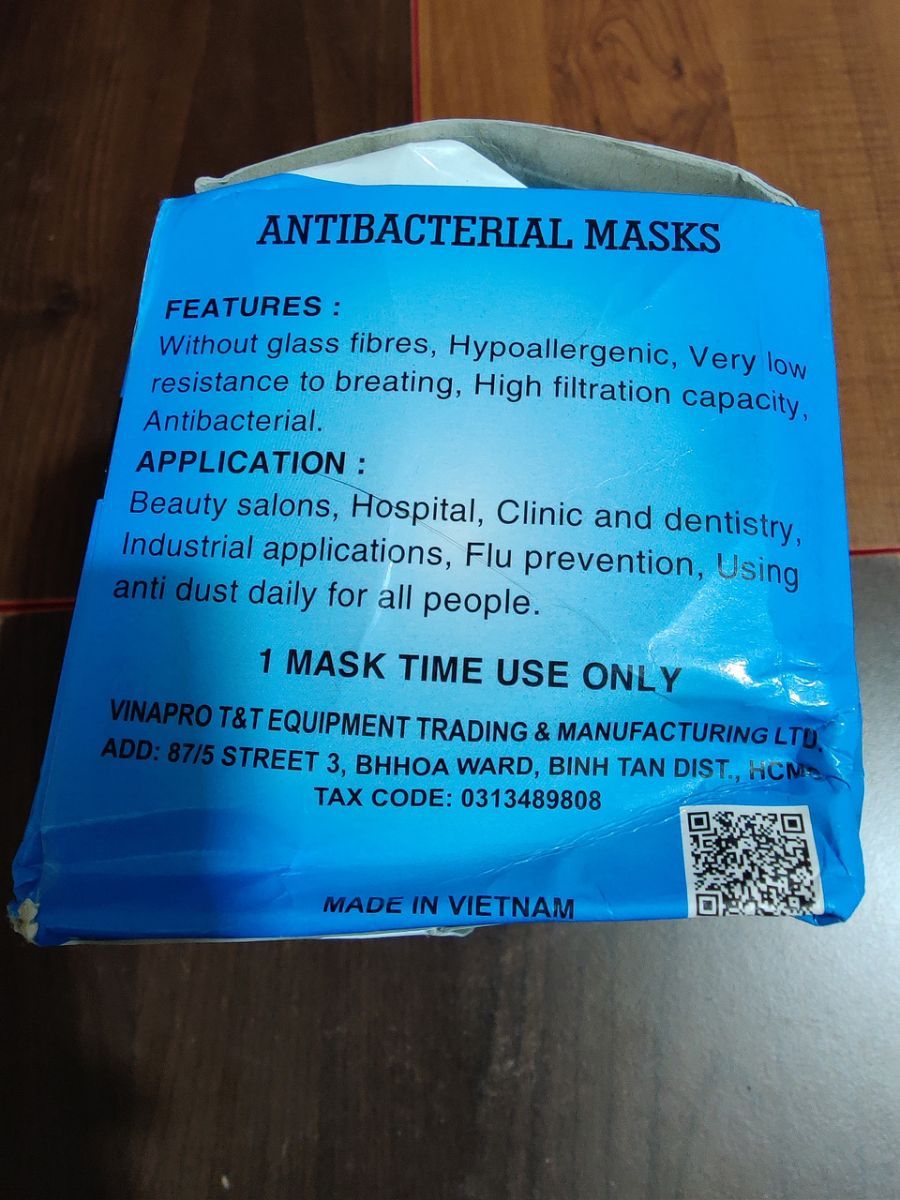 ANTIBACTERIAL MASKS
FEATURES :
Without glass fibres, Hypoallergenic, Very low
resistance to breating, High filtration capacity,
Antibacterial.
APPLICATION :
Beauty salons, Hospital, Clinic and dentistry,
Industrial applications, Flu prevention, Using
anti dust daily for all people.
1 MASK TIME USE ONLY
VINAPRO T&T EQUIPMENT TRADING & MANUFACTURING LTD.
ADD: 87/5 STREET 3, BHHOA WARD, BINH TAN DIST., HCMC
TAX CODE: 0313489808
MADE IN VIETNAM